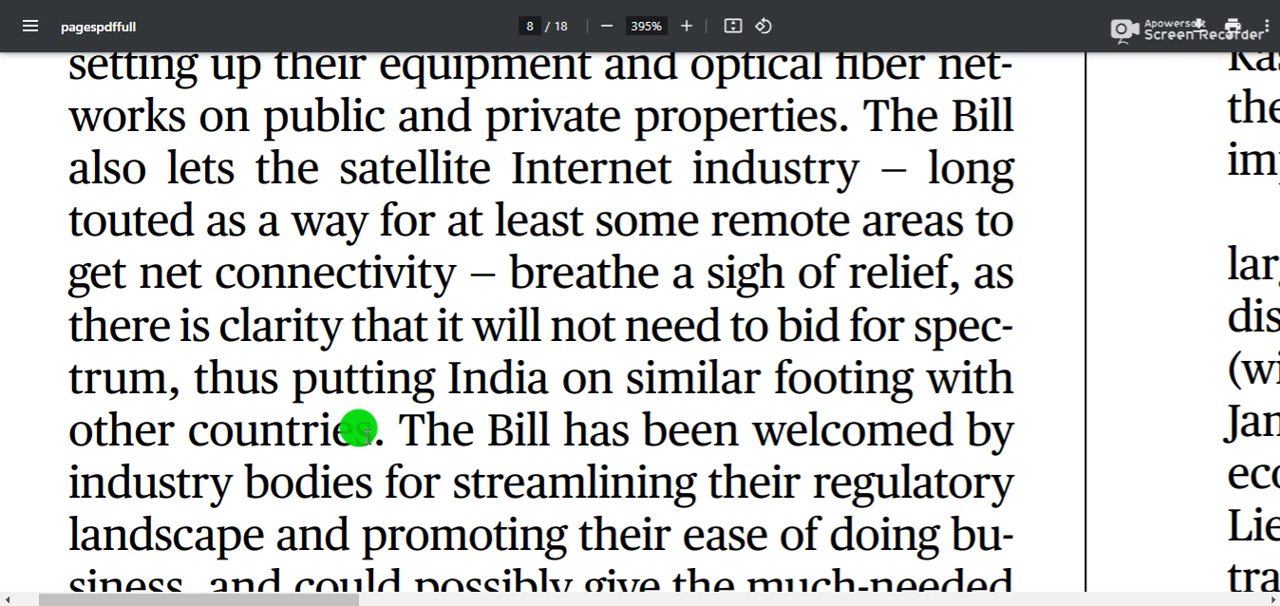 pagespdffull
8 / 18
395%
Apowersoft
Screen Recorder
setting up their equipment and optical fiber net-
works on public and private properties. The Bill
also lets the satellite Internet industry – long
touted as a way for at least some remote areas to
get net connectivity – breathe a sigh of relief, as
there is clarity that it will not need to bid for spec-
trum, thus putting India on similar footing with
other countries. The Bill has been welcomed by
industry bodies for streamlining their regulatory
landscape and promoting their ease of doing bu-
siness, and could possibly give the much-needed
the
im
lar
dis
(wi
Jan
eco
Lie
tra